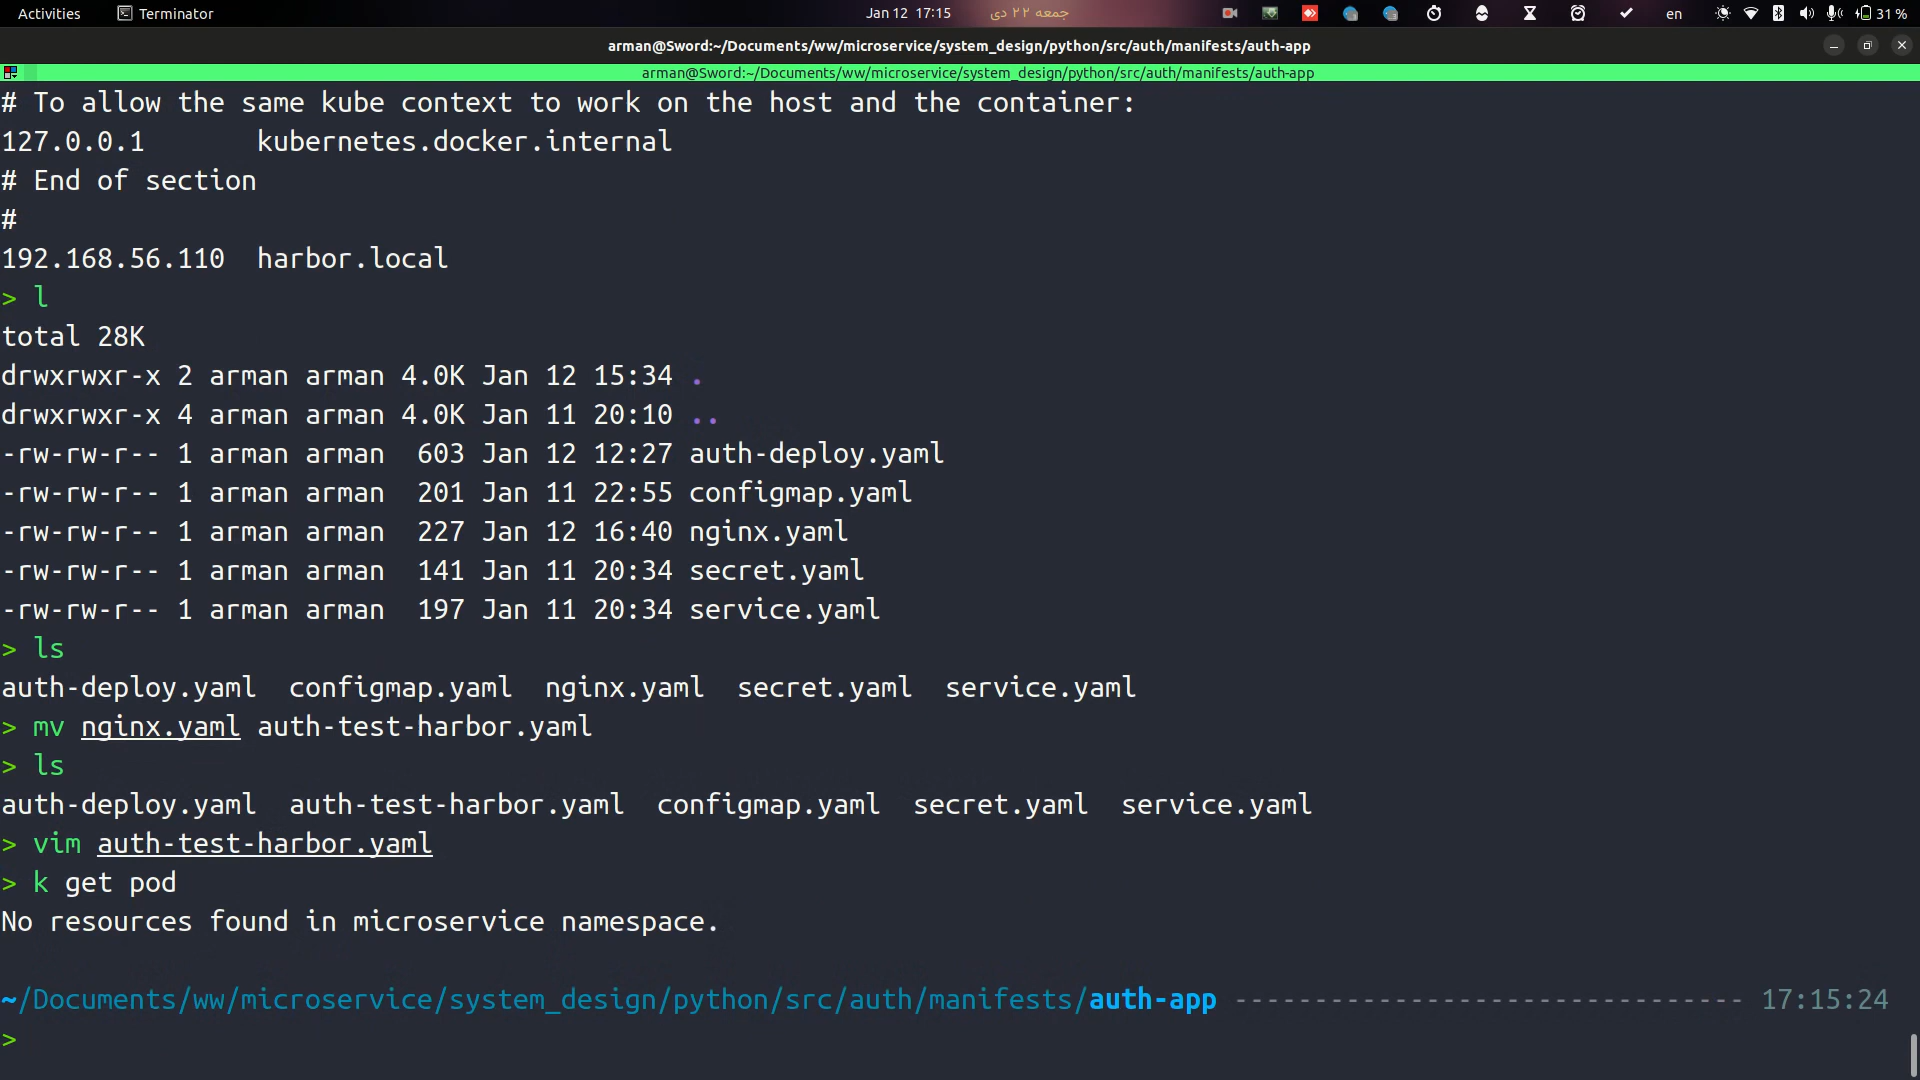 Activities Terminator Jan 12 17:15 جمعه ۲۲ دی en 31 %
arman@Sword:~/Documents/ww/microservice/system_design/python/src/auth/manifests/auth-app
arman@Sword:~/Documents/ww/microservice/system_design/python/src/auth/manifests/auth-app
# To allow the same kube context to work on the host and the container:
127.0.0.1       kubernetes.docker.internal
# End of section
#
192.168.56.110  harbor.local
> l
total 28K
drwxrwxr-x 2 arman arman 4.0K Jan 12 15:34 .
drwxrwxr-x 4 arman arman 4.0K Jan 11 20:10 ..
-rw-rw-r-- 1 arman arman  603 Jan 12 12:27 auth-deploy.yaml
-rw-rw-r-- 1 arman arman  201 Jan 11 22:55 configmap.yaml
-rw-rw-r-- 1 arman arman  227 Jan 12 16:40 nginx.yaml
-rw-rw-r-- 1 arman arman  141 Jan 11 20:34 secret.yaml
-rw-rw-r-- 1 arman arman  197 Jan 11 20:34 service.yaml
> ls
auth-deploy.yaml  configmap.yaml  nginx.yaml  secret.yaml  service.yaml
> mv nginx.yaml auth-test-harbor.yaml
> ls
auth-deploy.yaml  auth-test-harbor.yaml  configmap.yaml  secret.yaml  service.yaml
> vim auth-test-harbor.yaml
> k get pod
No resources found in microservice namespace.
~/Documents/ww/microservice/system_design/python/src/auth/manifests/auth-app -------------------------------- 17:15:24
>